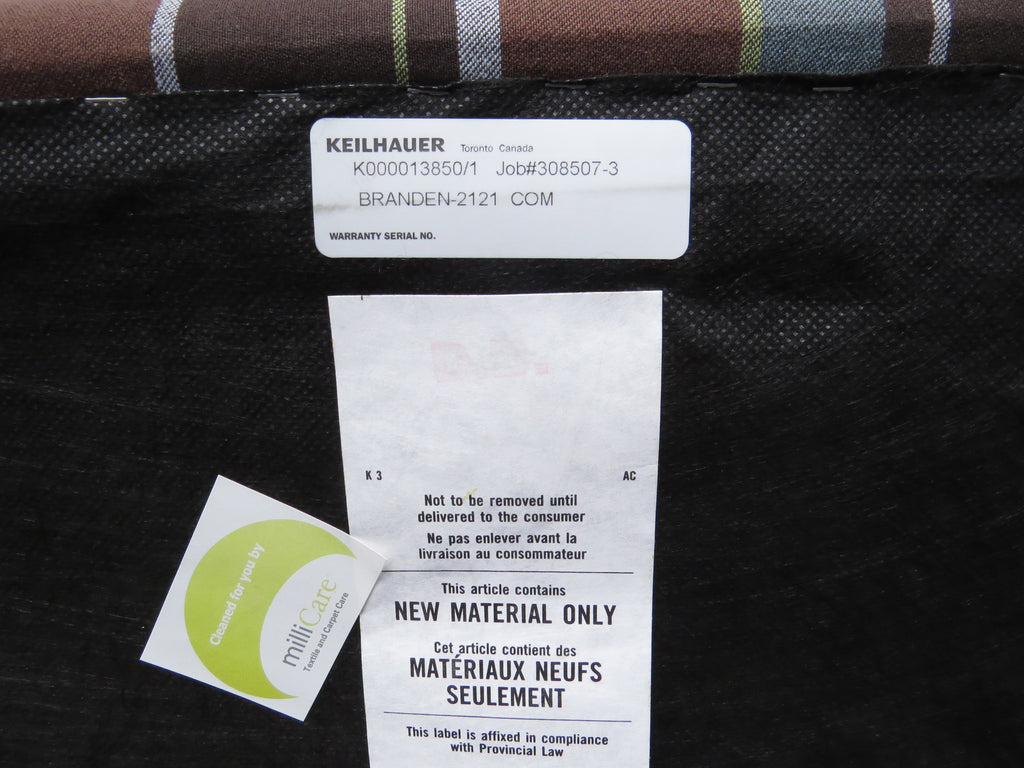 KEILHAUER Toronto Canada
K000013850/1 Job#308507-3
BRANDEN-2121 COM
WARRANTY SERIAL NO.
K 3 AC
Not to be removed until
delivered to the consumer
Ne pas enlever avant la
livraison au consommateur
This article contains
NEW MATERIAL ONLY
Cet article contient des
MATÉRIAUX NEUFS
SEULEMENT
This label is affixed in compliance
with Provincial Law
Cleaned for you by
milliCare™
Textile and Carpet Care